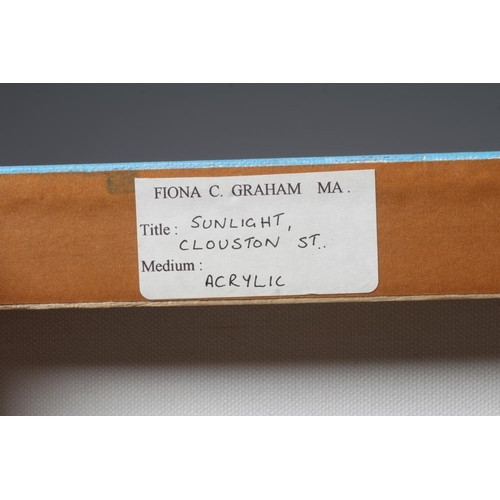 FIONA C. GRAHAM MA.
Title: SUNLIGHT,
CLOUSTON ST..
Medium:
ACRYLIC